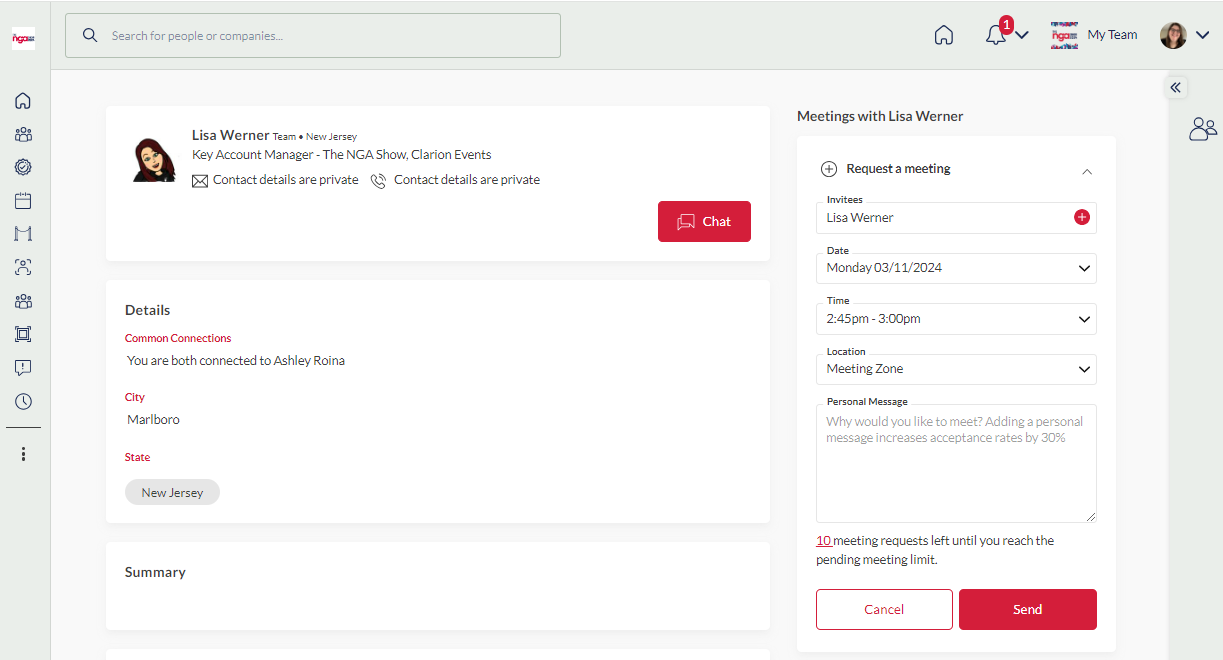 nga
Search for people or companies...
1
nga
My Team
Lisa Werner Team • New Jersey
Key Account Manager - The NGA Show, Clarion Events
Contact details are private
Contact details are private
Chat
Details
Common Connections
You are both connected to Ashley Roina
City
Marlboro
State
New Jersey
Summary
Meetings with Lisa Werner
Request a meeting
Invitees
Lisa Werner
Date
Monday 03/11/2024
Time
2:45pm - 3:00pm
Location
Meeting Zone
Personal Message
Why would you like to meet? Adding a personal
message increases acceptance rates by 30%
10 meeting requests left until you reach the
pending meeting limit.
Cancel
Send